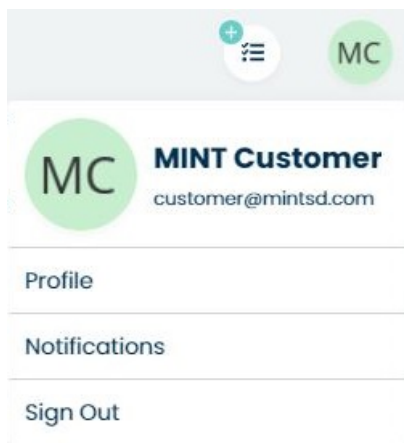 MC
MC
MINT Customer
customer@mintsd.com
Profile
Notifications
Sign Out